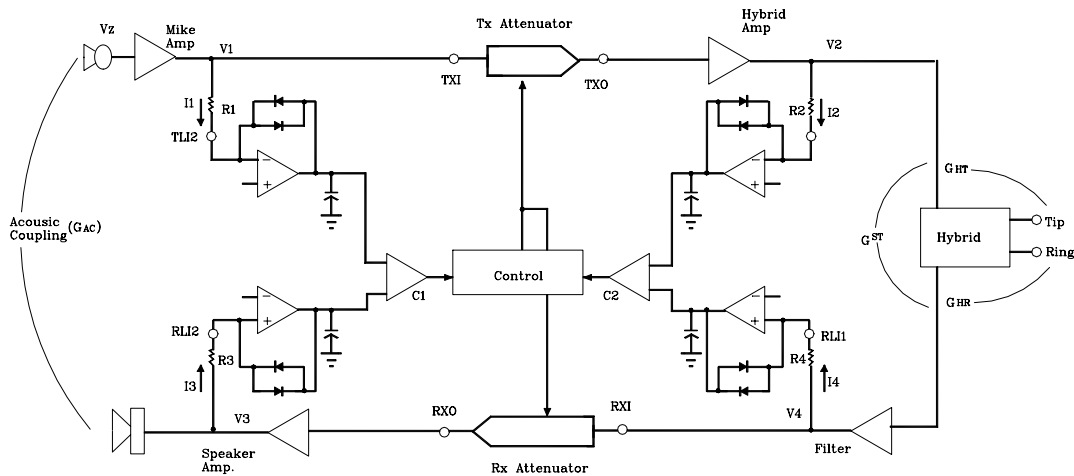 Vz
Mike
Amp
V1
Tx Attenuator
Hybrid
Amp
V2
TXI
TXO
I1
R1
R2
I2
TLI2
−
+
−
+
GHT
Acousic
Coupling
(GAC)
GST
Hybrid
Tip
Ring
Control
C1
C2
GHR
−
+
−
+
RLI2
R3
RLI1
R4
I3
I4
V3
RXO
RXI
V4
Speaker
Amp.
Rx Attenuator
Filter